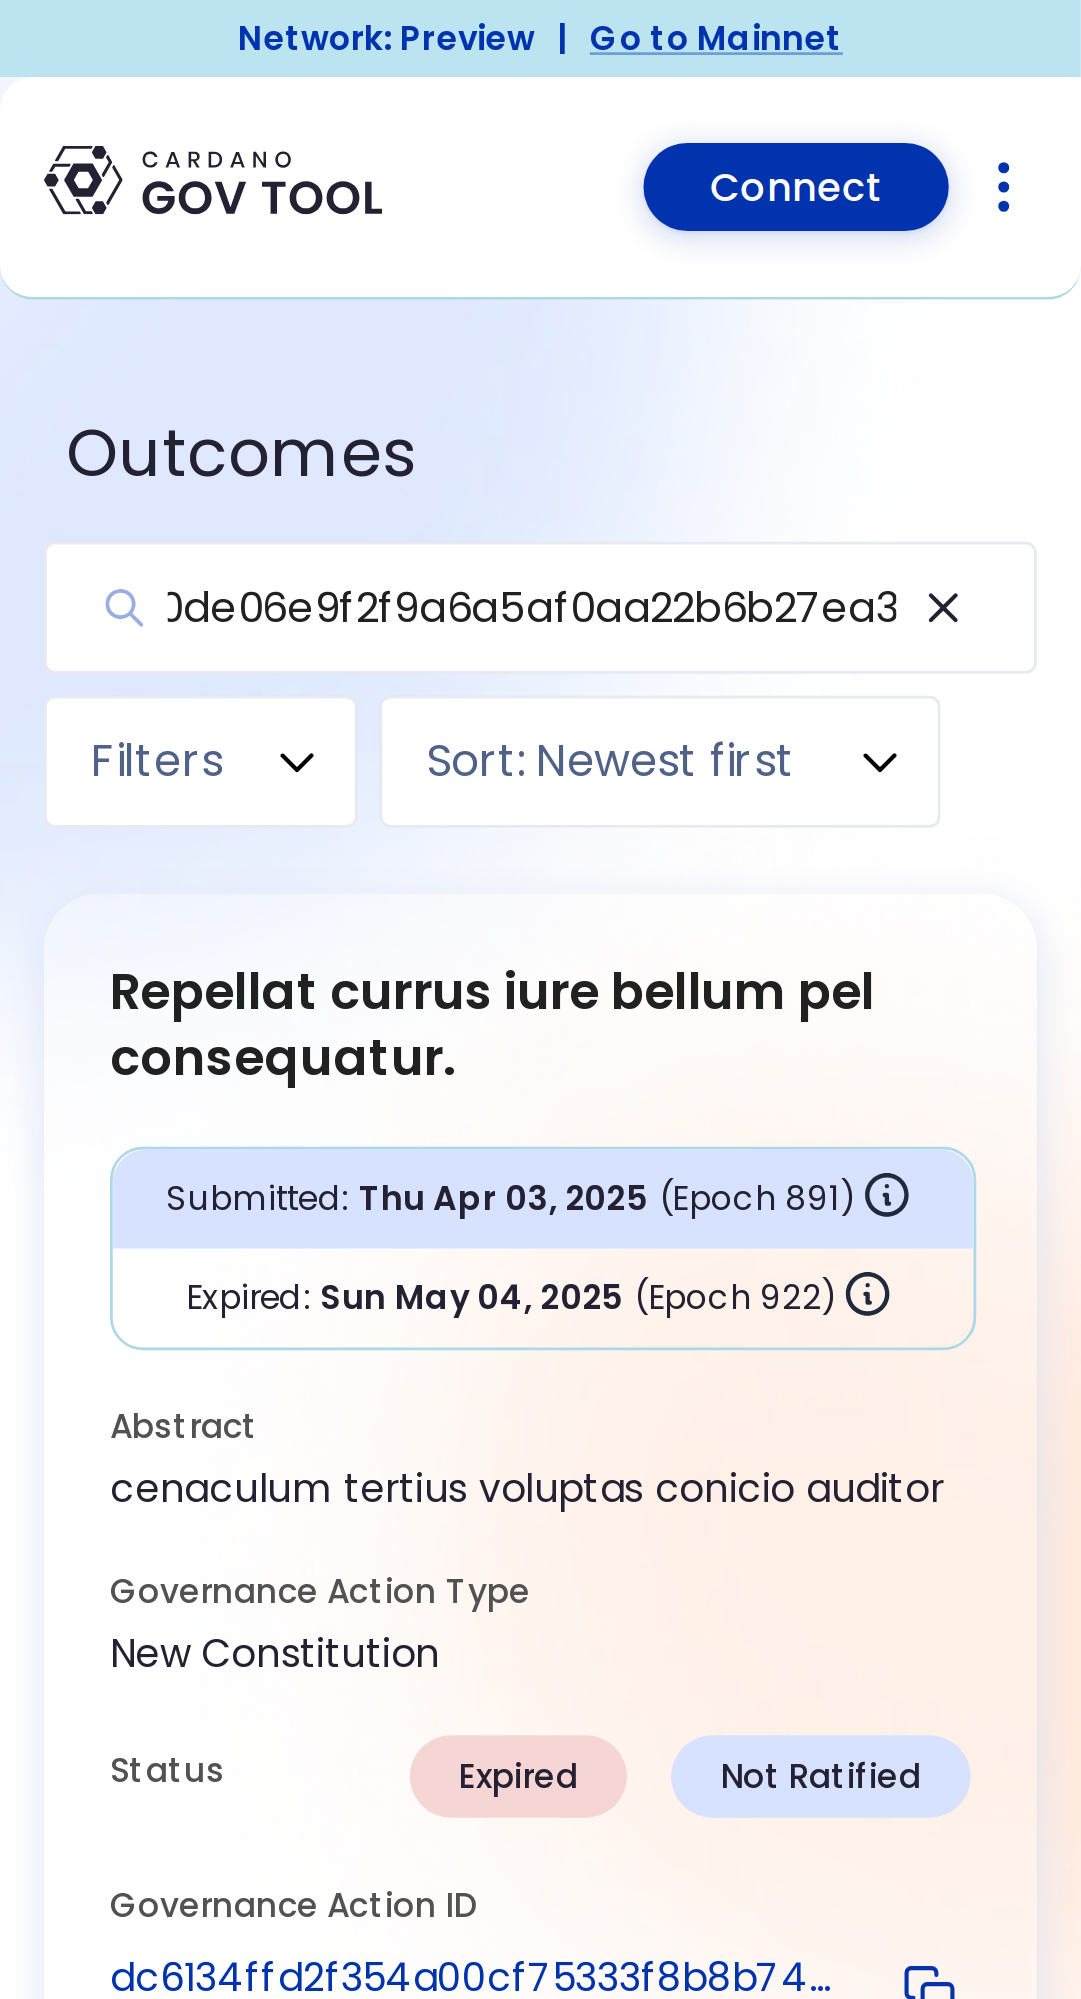 Network: Preview | Go to Mainnet
CARDANO
GOV TOOL
Connect
Outcomes
0de06e9f2f9a6a5af0aa22b6b27ea3
Filters
Sort: Newest first
Repellat currus iure bellum pel
consequatur.
Submitted: Thu Apr 03, 2025 (Epoch 891)
Expired: Sun May 04, 2025 (Epoch 922)
Abstract
cenaculum tertius voluptas conicio auditor
Governance Action Type
New Constitution
Status
Expired
Not Ratified
Governance Action ID
dc6134ffd2f354a00cf75333f8b8b74...